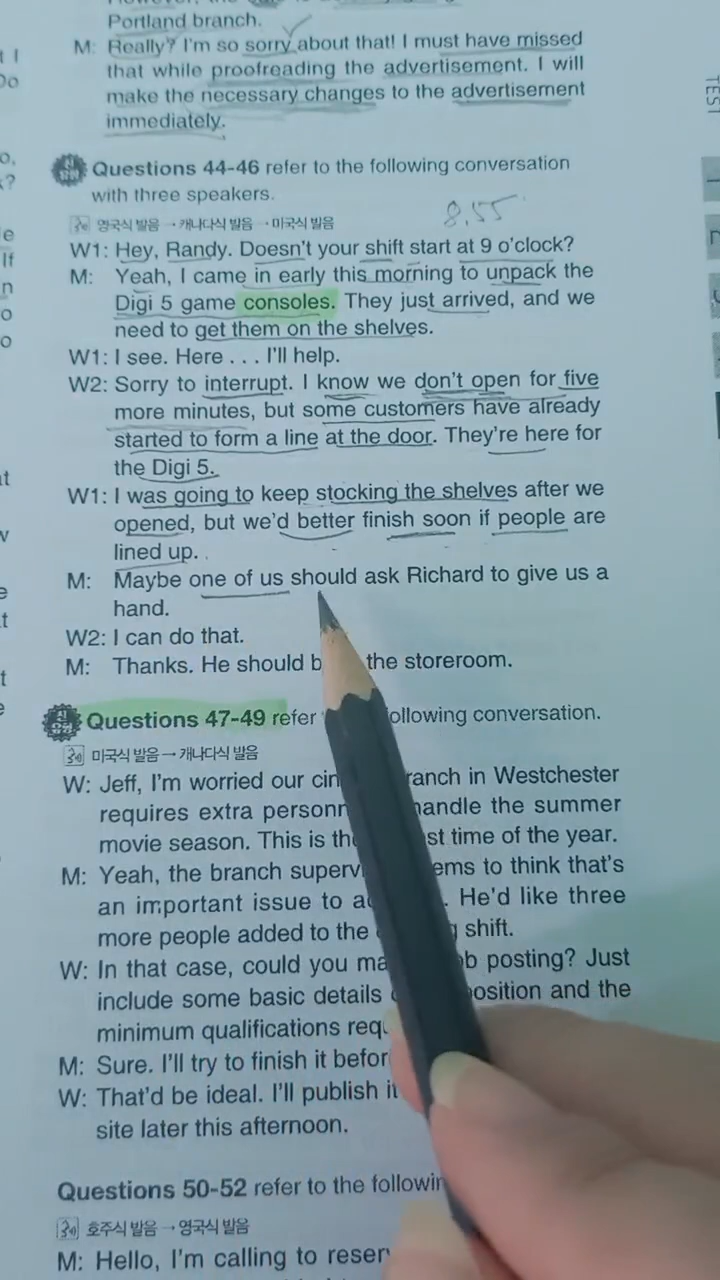 Portland branch.
M: Really? I'm so sorry about that! I must have missed
that while proofreading the advertisement. I will
make the necessary changes to the advertisement
immediately.
TEST
Questions 44-46 refer to the following conversation
with three speakers.
영국식 발음 → 캐나다식 발음 → 미국식 발음
8.55
W1: Hey, Randy. Doesn't your shift start at 9 o'clock?
M: Yeah, I came in early this morning to unpack the
Digi 5 game consoles. They just arrived, and we
need to get them on the shelves.
W1: I see. Here . . . I'll help.
W2: Sorry to interrupt. I know we don't open for five
more minutes, but some customers have already
started to form a line at the door. They're here for
the Digi 5.
W1: I was going to keep stocking the shelves after we
opened, but we'd better finish soon if people are
lined up.
M: Maybe one of us should ask Richard to give us a
hand.
W2: I can do that.
M: Thanks. He should the storeroom.
Questions 47-49 refer following conversation.
미국식 발음 → 캐나다식 발음
W: Jeff, I'm worried our branch in Westchester
requires extra handle the summer
movie season. This is time of the year.
M: Yeah, the branch seems to think that's
an important issue to He'd like three
more people added to the shift.
W: In that case, could you job posting? Just
include some basic details position and the
minimum qualifications
M: Sure. I'll try to finish it
W: That'd be ideal. I'll publish
site later this afternoon.
Questions 50-52 refer to the
호주식 발음 → 영국식 발음
M: Hello, I'm calling to